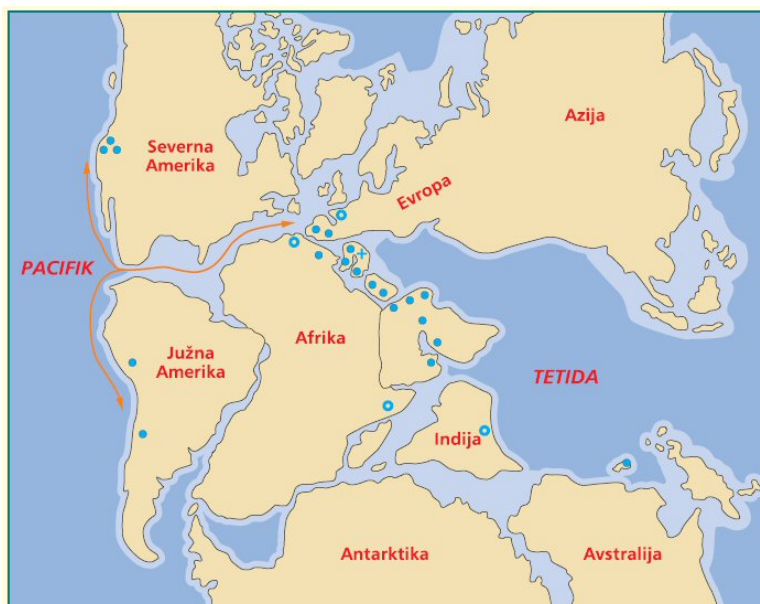 Azija
Severna
Amerika
Evropa
PACIFIK
Južna
Amerika
Afrika
TETIDA
Indija
Antarktika
Avstralija